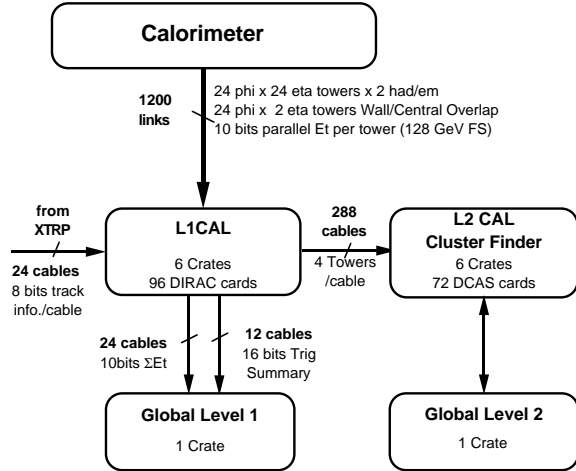 Calorimeter
1200
links
24 phi x 24 eta towers x 2 had/em
24 phi x 2 eta towers Wall/Central Overlap
10 bits parallel Et per tower (128 GeV FS)
from
XTRP
24 cables
8 bits track
info./cable
L1CAL
6 Crates
96 DIRAC cards
288
cables
4 Towers
/cable
L2 CAL
Cluster Finder
6 Crates
72 DCAS cards
24 cables
10bits ΣEt
12 cables
16 bits Trig
Summary
Global Level 1
1 Crate
Global Level 2
1 Crate